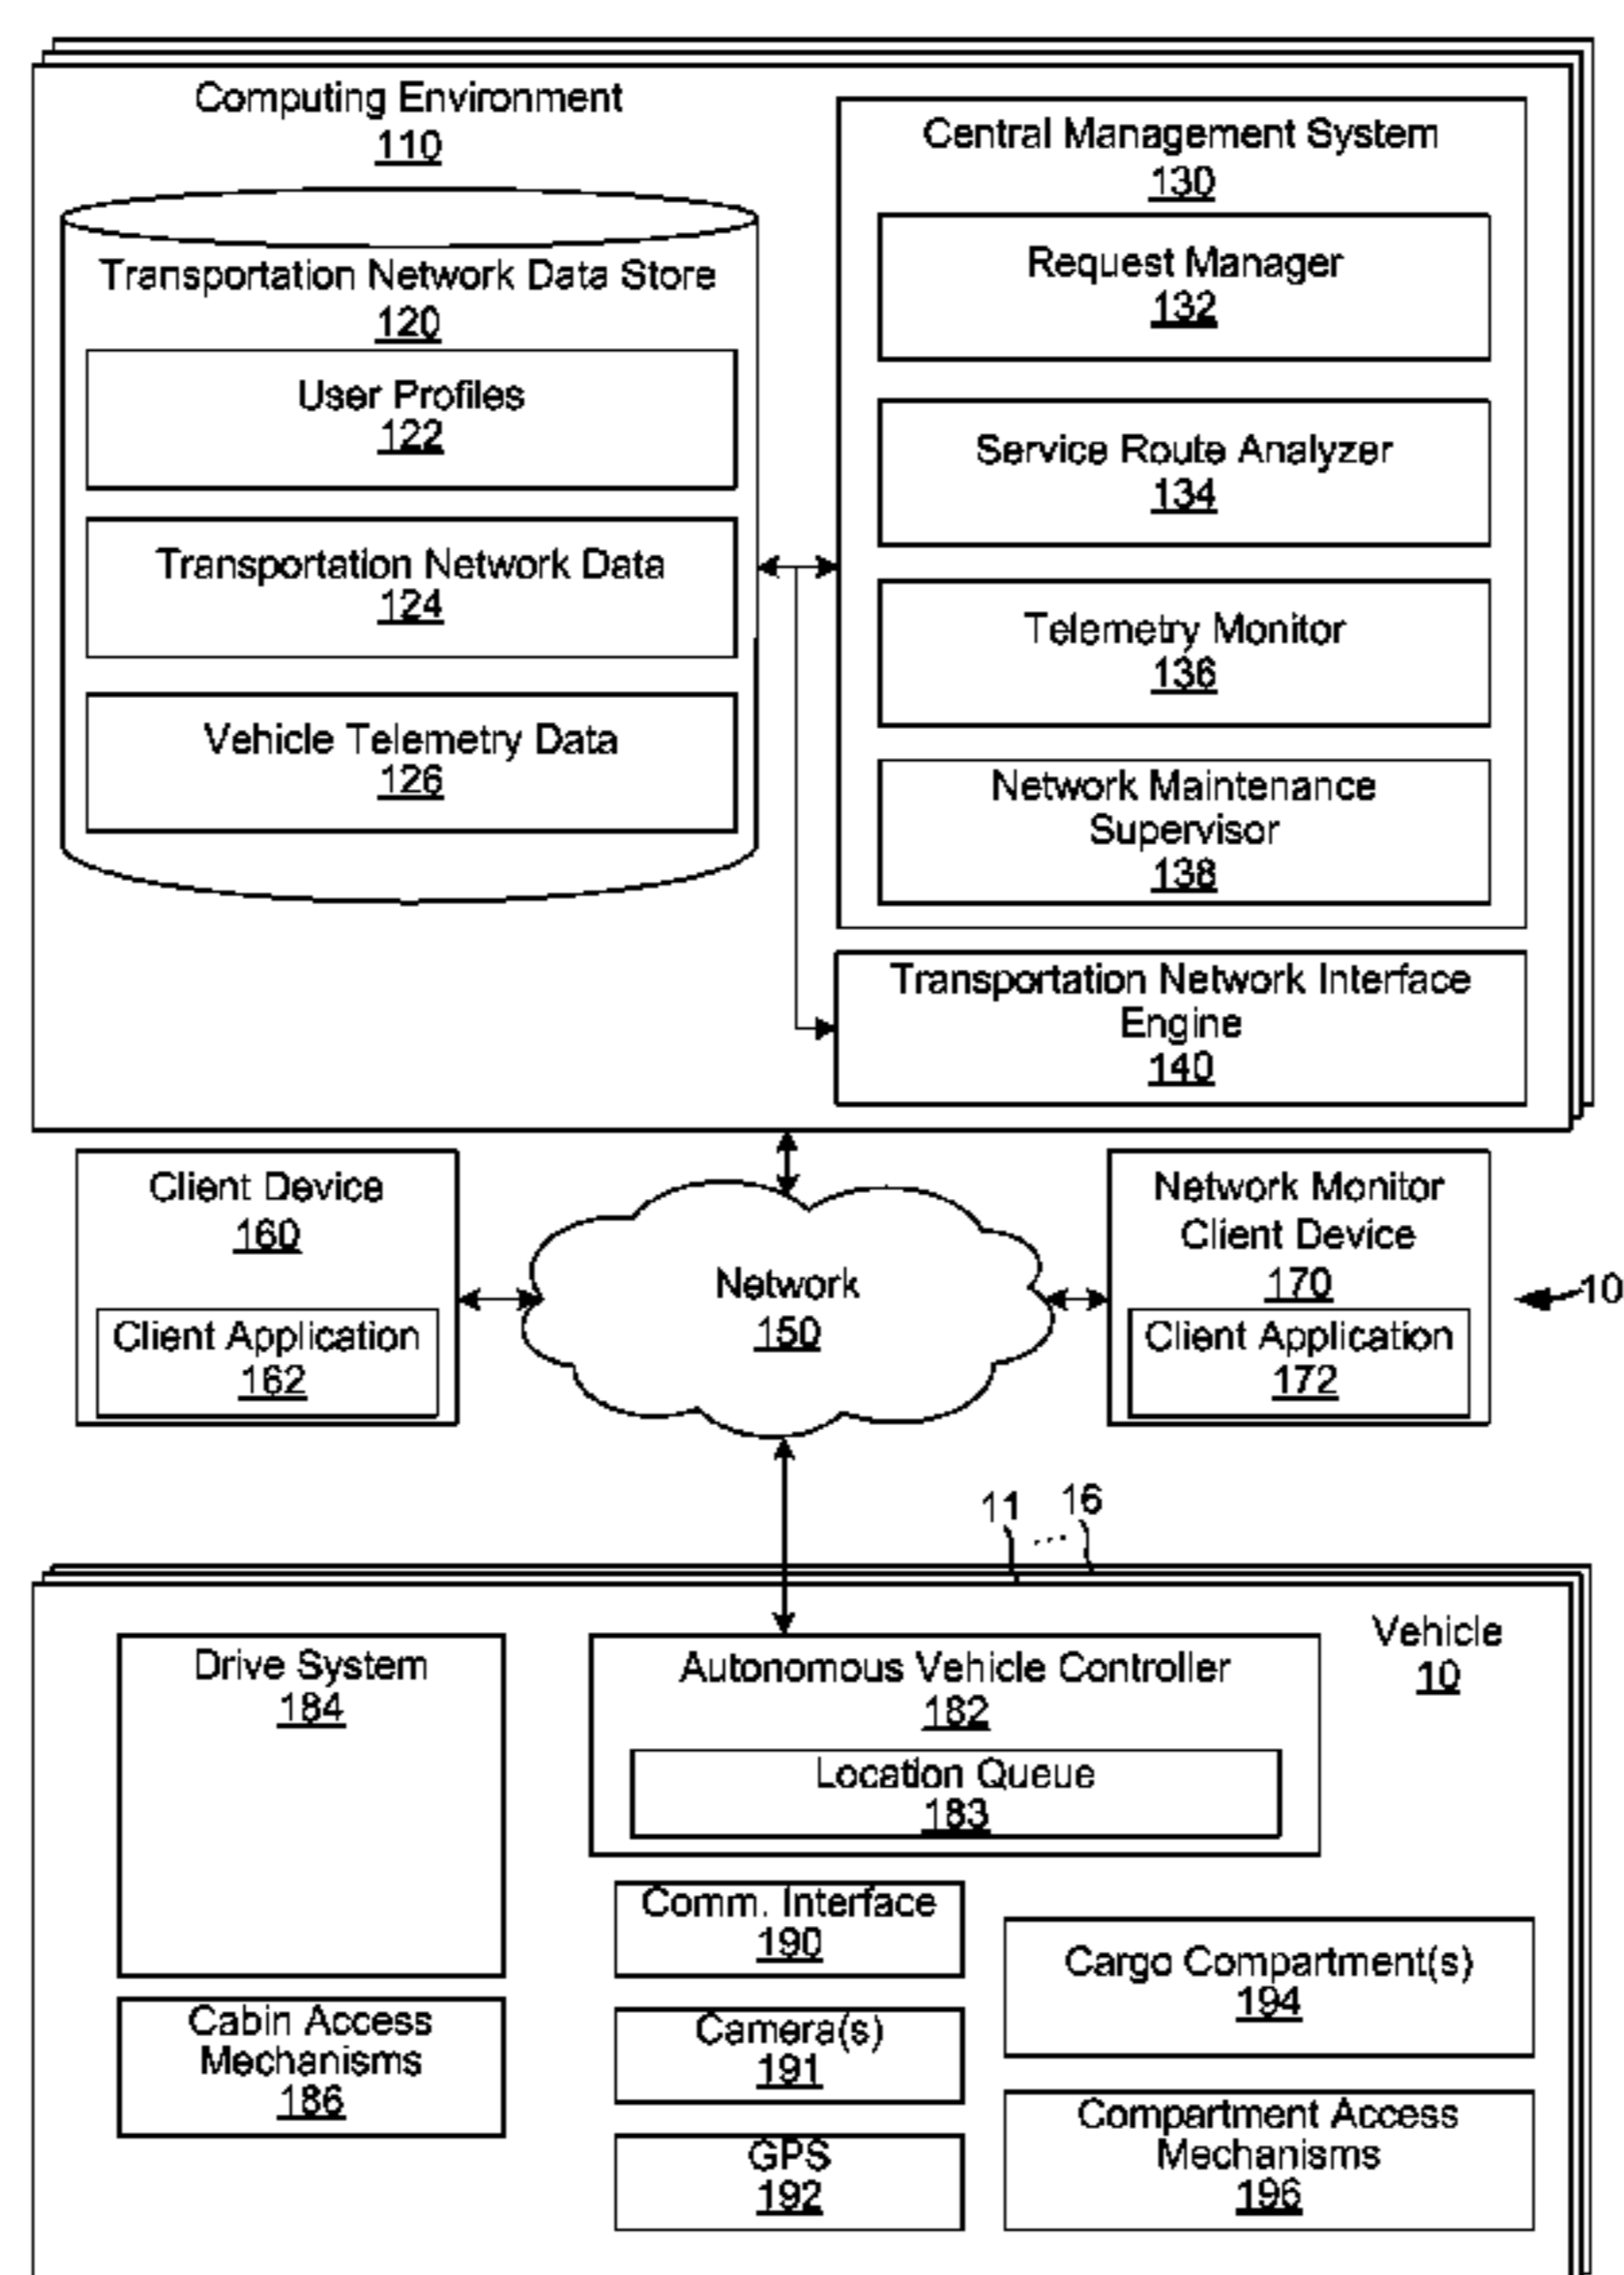 Computing Environment
110
Transportation Network Data Store
120
User Profiles
122
Transportation Network Data
124
Vehicle Telemetry Data
126
Central Management System
130
Request Manager
132
Service Route Analyzer
134
Telemetry Monitor
136
Network Maintenance
Supervisor
138
Transportation Network Interface
Engine
140
Client Device
160
Client Application
162
Network
150
Network Monitor
Client Device
170
Client Application
172
10
11 ... 16
Vehicle
10
Drive System
184
Autonomous Vehicle Controller
182
Location Queue
183
Cabin Access
Mechanisms
186
Comm. Interface
190
Camera(s)
191
GPS
192
Cargo Compartment(s)
194
Compartment Access
Mechanisms
196